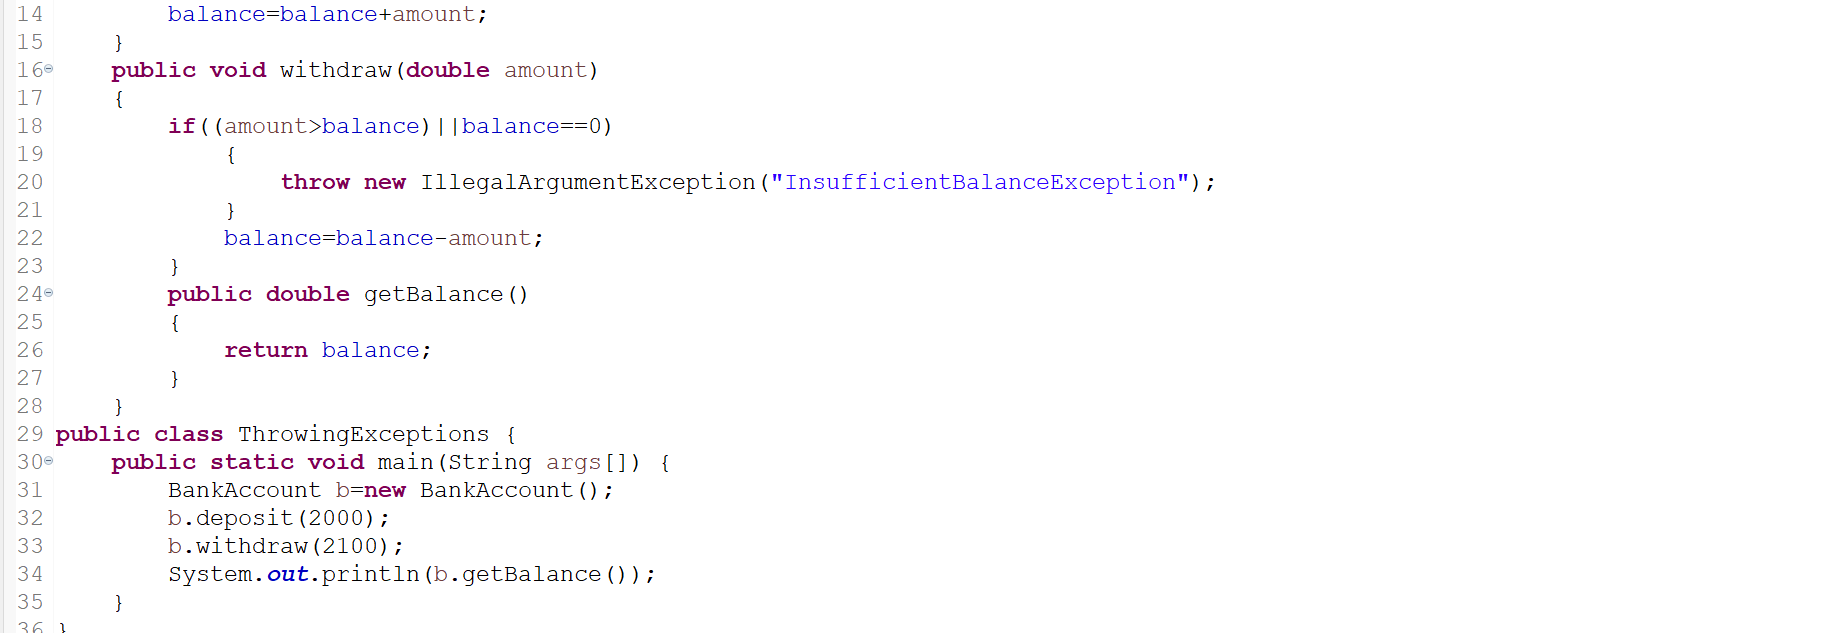 14 balance=balance+amount;
15 }
16 public void withdraw(double amount)
17 {
18 if((amount>balance)||balance==0)
19 {
20 throw new IllegalArgumentException("InsufficientBalanceException");
21 }
22 balance=balance-amount;
23 }
24 public double getBalance()
25 {
26 return balance;
27 }
28 }
29 public class ThrowingExceptions {
30 public static void main(String args[]) {
31 BankAccount b=new BankAccount();
32 b.deposit(2000);
33 b.withdraw(2100);
34 System.out.println(b.getBalance());
35 }
36 }